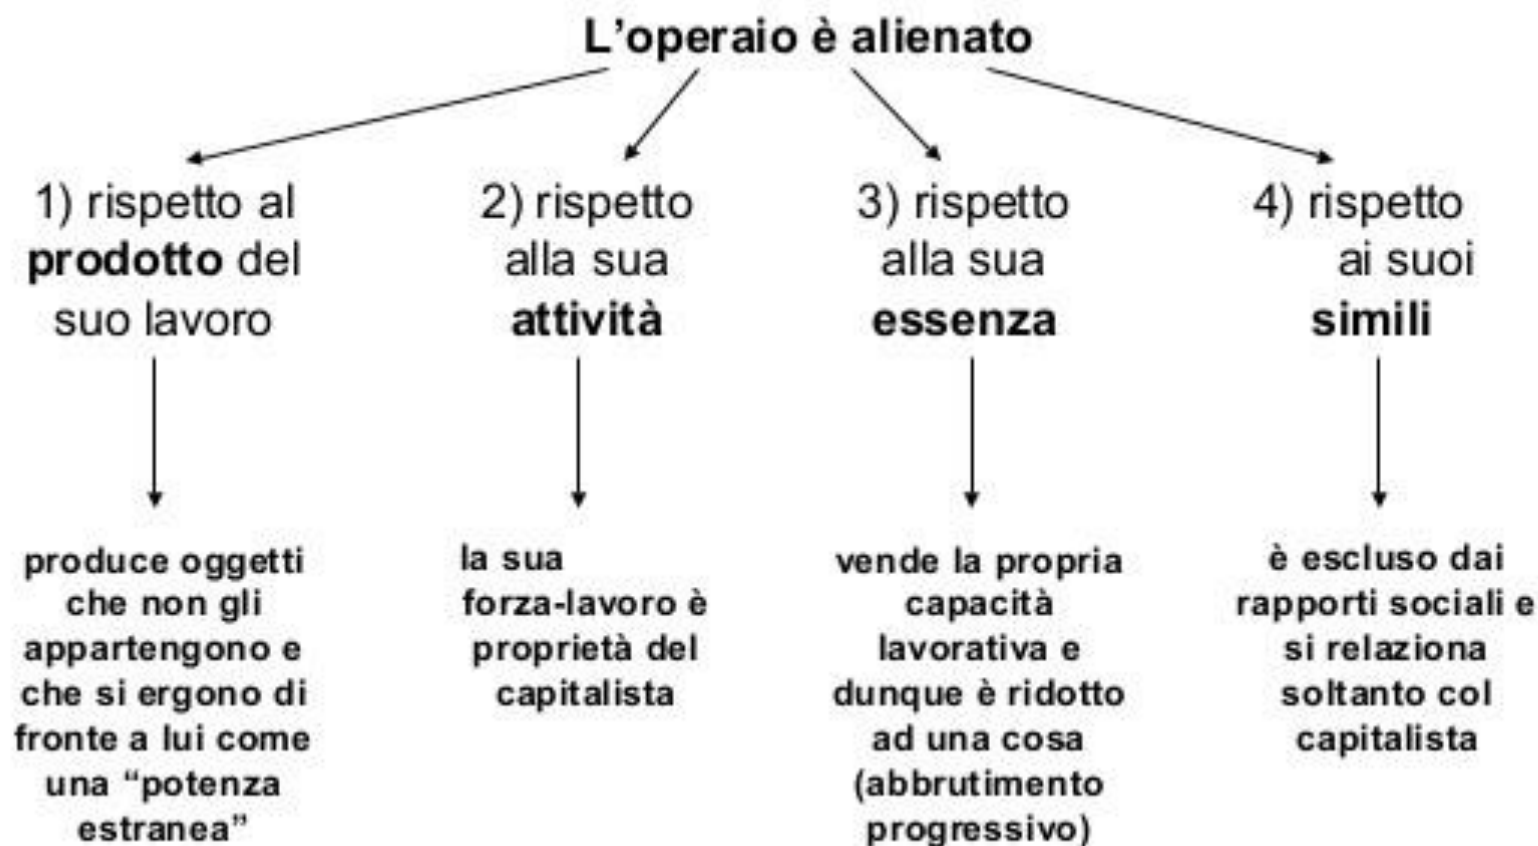 L'operaio è alienato
1) rispetto al
prodotto del
suo lavoro
2) rispetto
alla sua
attività
3) rispetto
alla sua
essenza
4) rispetto
ai suoi
simili
produce oggetti
che non gli
appartengono e
che si ergono di
fronte a lui come
una “potenza
estranea”
la sua
forza-lavoro è
proprietà del
capitalista
vende la propria
capacità
lavorativa e
dunque è ridotto
ad una cosa
(abbrutimento
progressivo)
è escluso dai
rapporti sociali e
si relaziona
soltanto col
capitalista